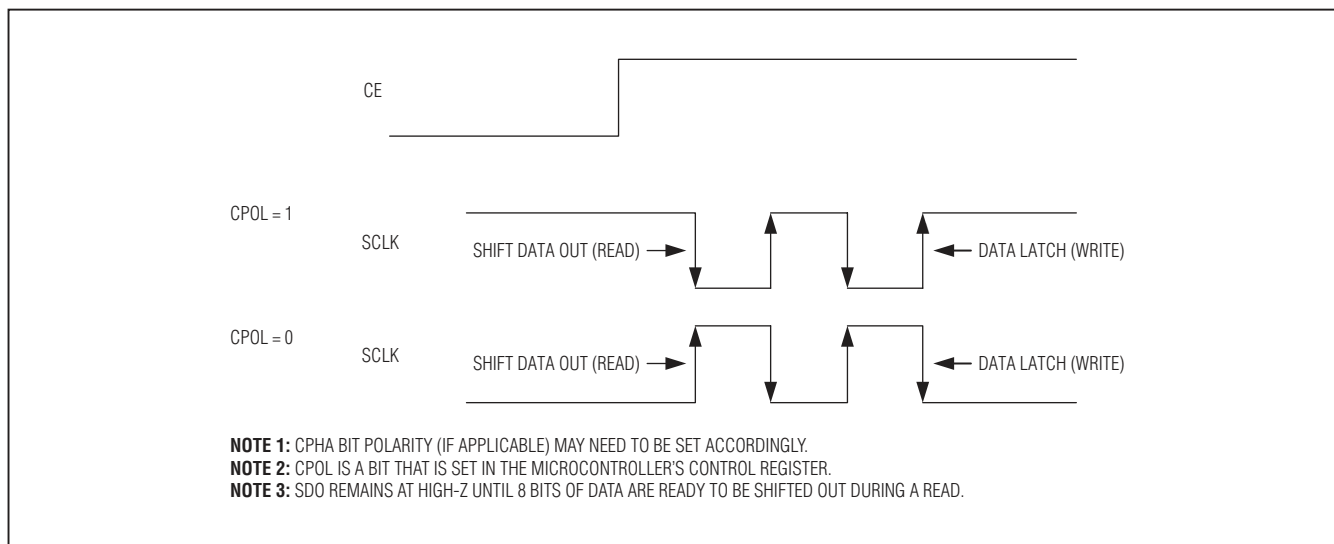 CE
CPOL = 1
SCLK
SHIFT DATA OUT (READ)
DATA LATCH (WRITE)
CPOL = 0
SCLK
SHIFT DATA OUT (READ)
DATA LATCH (WRITE)
NOTE 1: CPHA BIT POLARITY (IF APPLICABLE) MAY NEED TO BE SET ACCORDINGLY.
NOTE 2: CPOL IS A BIT THAT IS SET IN THE MICROCONTROLLER'S CONTROL REGISTER.
NOTE 3: SDO REMAINS AT HIGH-Z UNTIL 8 BITS OF DATA ARE READY TO BE SHIFTED OUT DURING A READ.